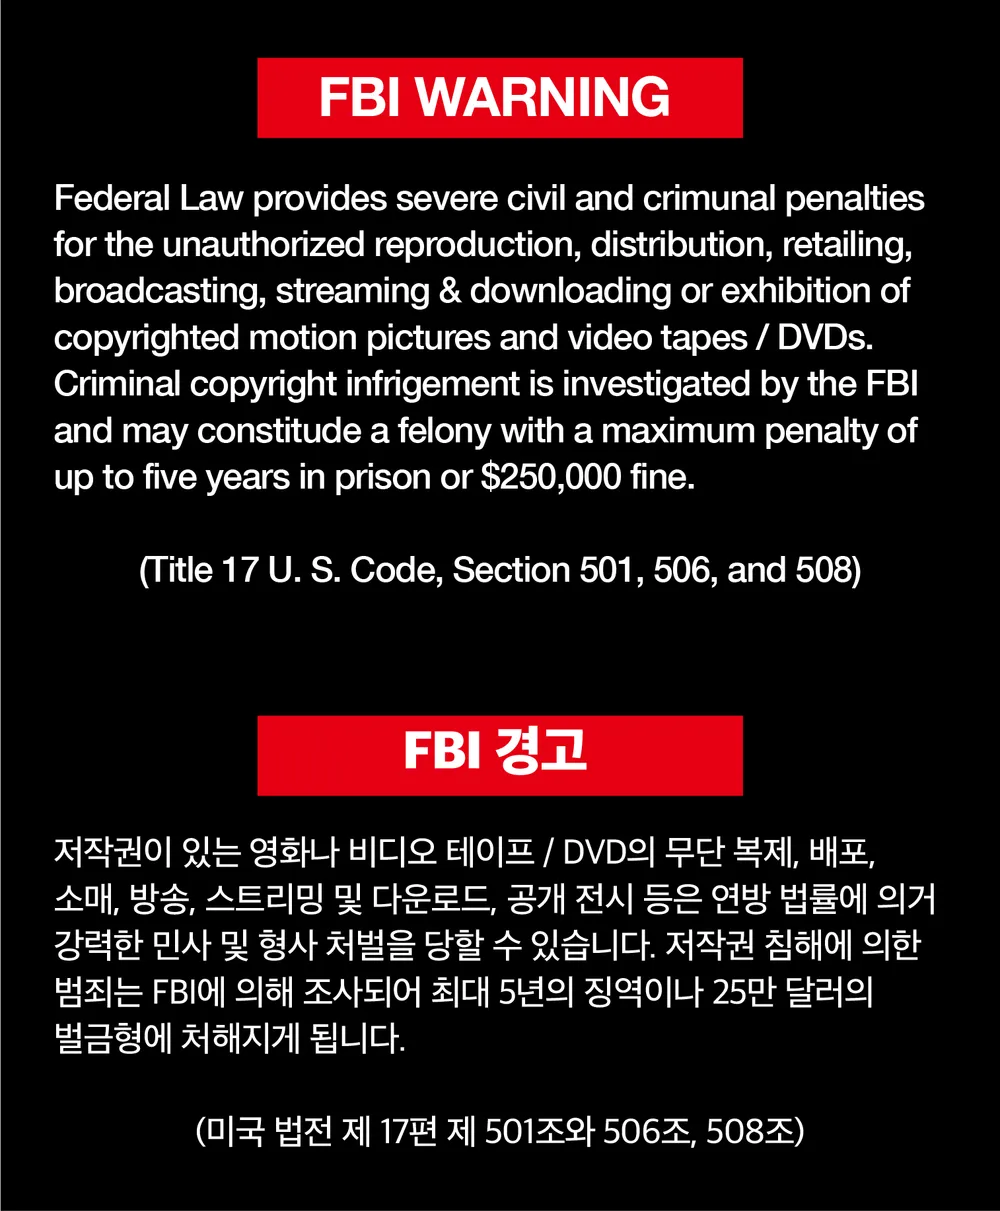 FBI WARNING
Federal Law provides severe civil and crimunal penalties
for the unauthorized reproduction, distribution, retailing,
broadcasting, streaming & downloading or exhibition of
copyrighted motion pictures and video tapes / DVDs.
Criminal copyright infrigement is investigated by the FBI
and may constitude a felony with a maximum penalty of
up to five years in prison or $250,000 fine.
(Title 17 U. S. Code, Section 501, 506, and 508)
FBI 경고
저작권이 있는 영화나 비디오 테이프 / DVD의 무단 복제, 배포,
소매, 방송, 스트리밍 및 다운로드, 공개 전시 등은 연방 법률에 의거
강력한 민사 및 형사 처벌을 당할 수 있습니다. 저작권 침해에 의한
범죄는 FBI에 의해 조사되어 최대 5년의 징역이나 25만 달러의
벌금형에 처해지게 됩니다.
(미국 법전 제 17편 제 501조와 506조, 508조)